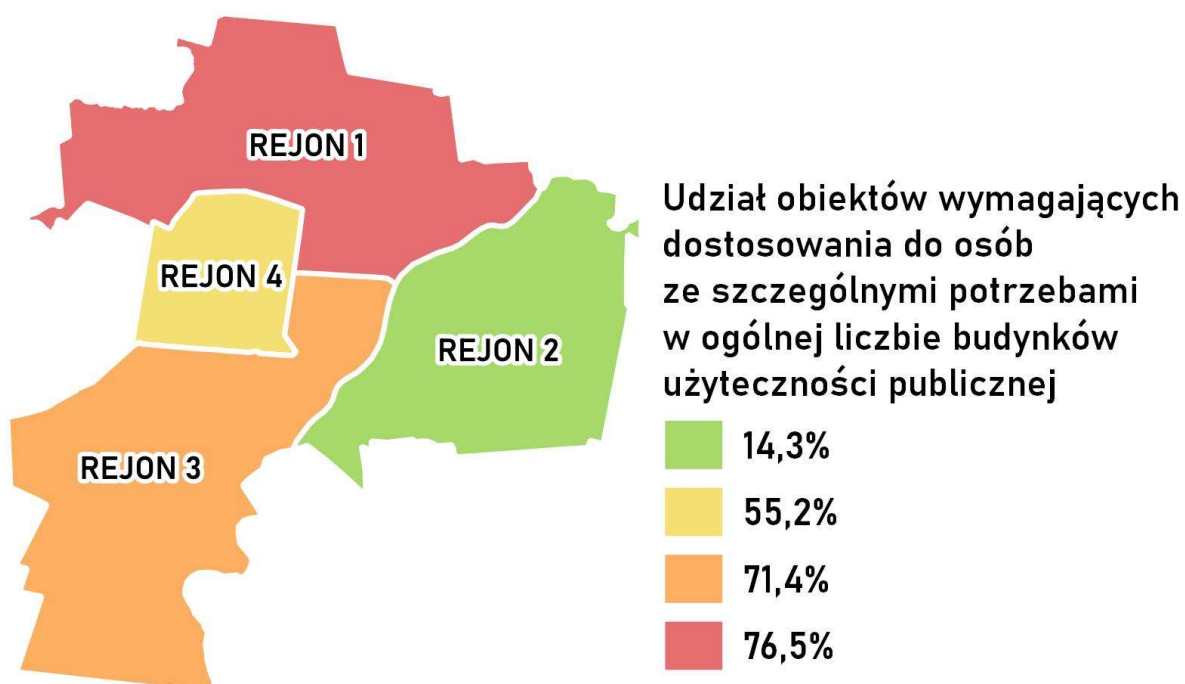 REJON 1
REJON 4
REJON 2
REJON 3
Udział obiektów wymagających
dostosowania do osób
ze szczególnymi potrzebami
w ogólnej liczbie budynków
użyteczności publicznej
14,3%
55,2%
71,4%
76,5%